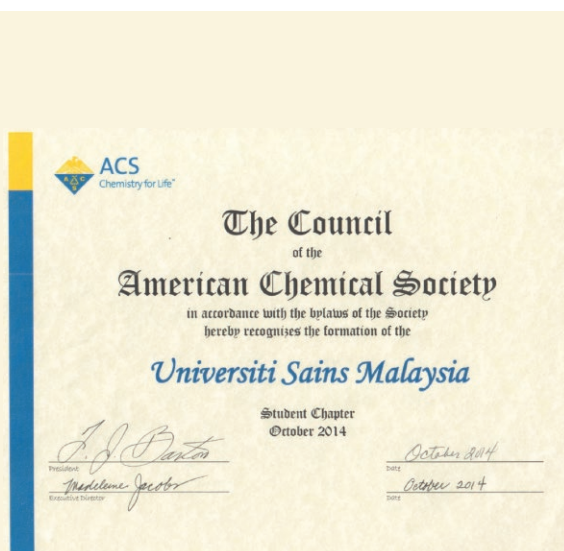 ACS
Chemistry for Life™
The Council
of the
American Chemical Society
in accordance with the bylaws of the Society
hereby recognizes the formation of the
Universiti Sains Malaysia
Student Chapter
October 2014
President
Madeleine Jacobs
Executive Director
October 2014
Date
October 2014
Date